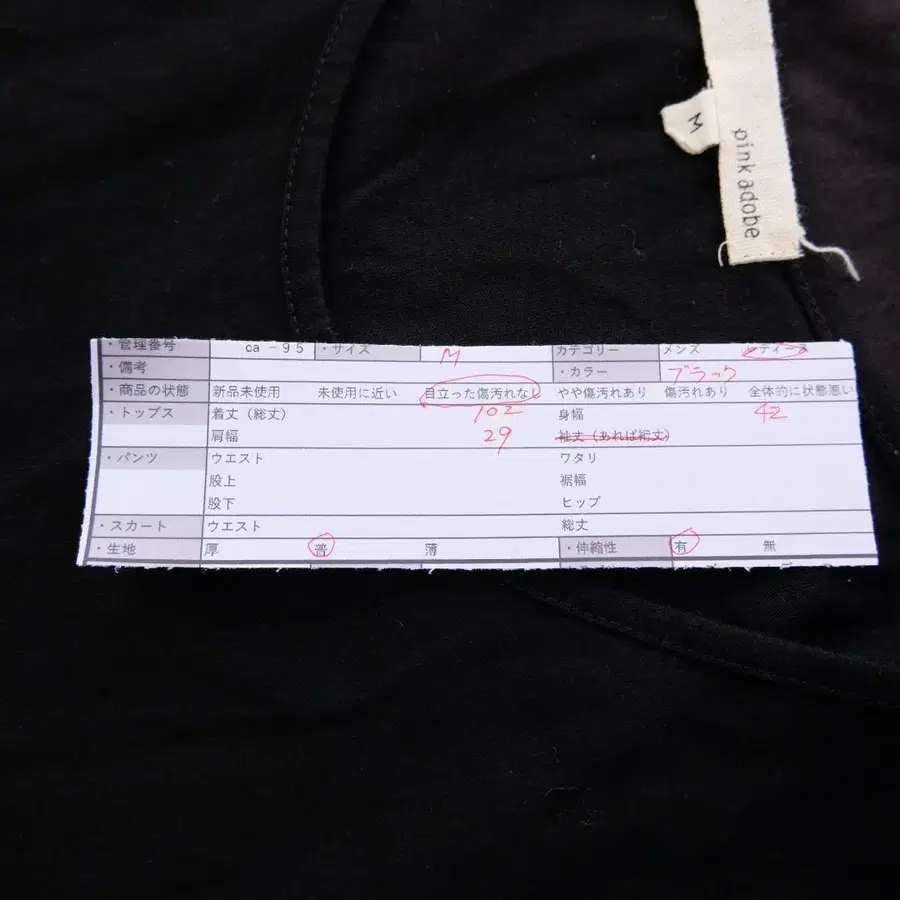 M
pink adobe
・管理番号 ca－95 ・サイズ M カテゴリー メンズ レディース
・備考 ・カラー ブラック
・商品の状態 新品未使用 未使用に近い 目立った傷汚れなし やや傷汚れあり 傷汚れあり 全体的に状態悪い
・トップス 着丈（総丈） 102 身幅 42
肩幅 29 袖丈（あれば裄丈）
・パンツ ウエスト ワタリ
股上 裾幅
股下 ヒップ
・スカート ウエスト 総丈
・生地 厚 普 薄 ・伸縮性 有 無